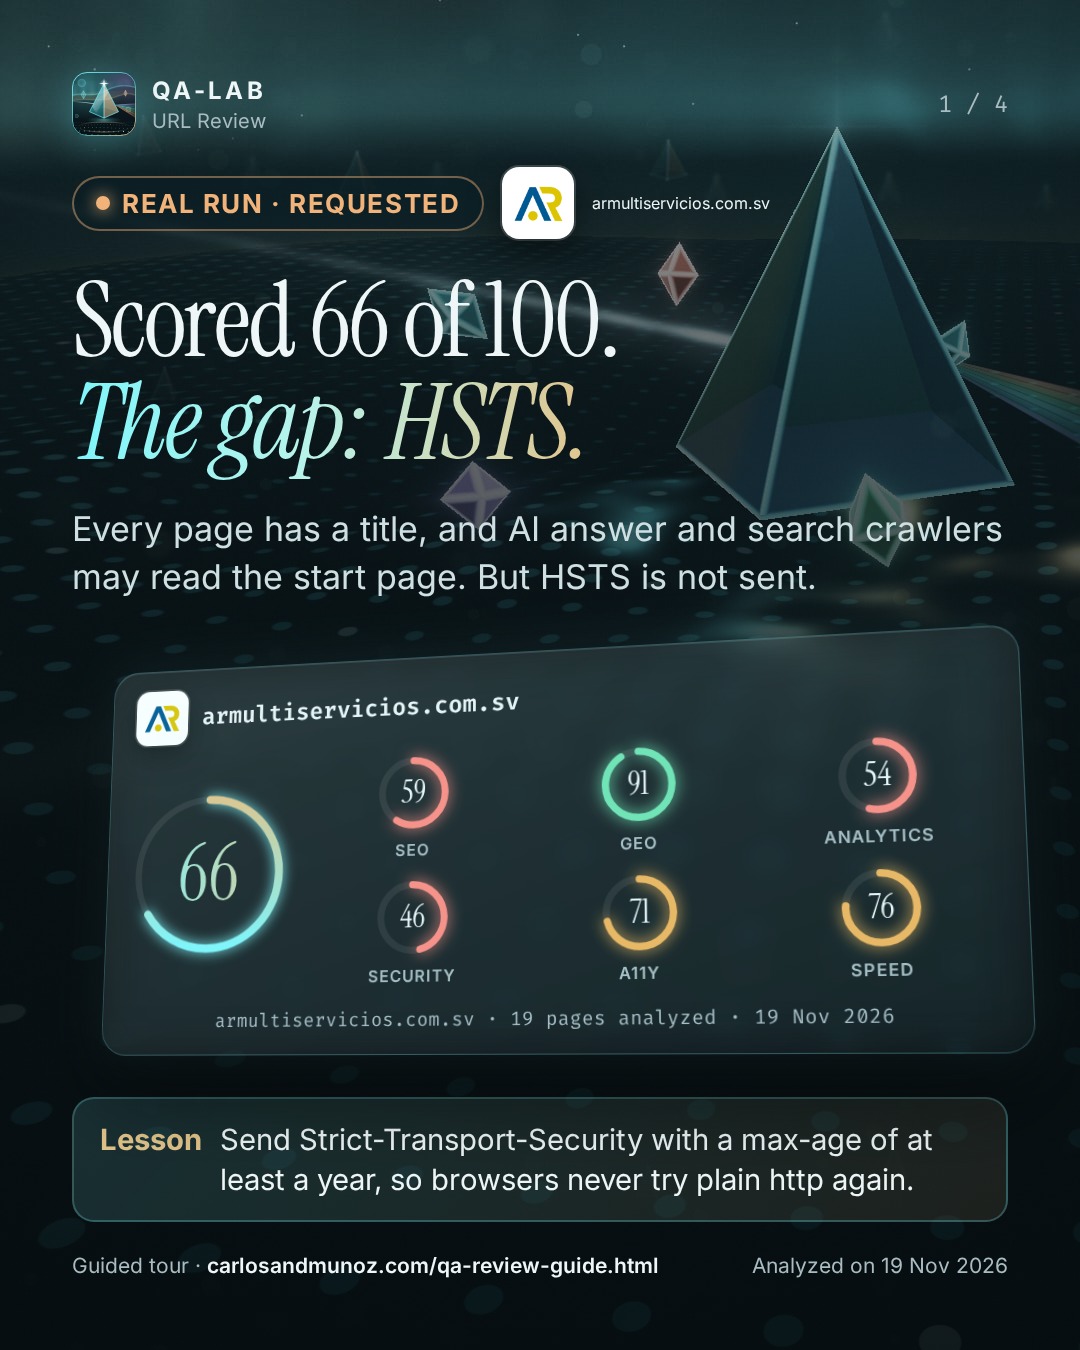 QA-LAB
URL Review
1 / 4
REAL RUN · REQUESTED
AR
armultiservicios.com.sv
Scored 66 of 100.
The gap: HSTS.
Every page has a title, and AI answer and search crawlers
may read the start page. But HSTS is not sent.
AR
armultiservicios.com.sv
66
59
SEO
91
GEO
54
ANALYTICS
46
SECURITY
71
A11Y
76
SPEED
armultiservicios.com.sv · 19 pages analyzed · 19 Nov 2026
Lesson Send Strict-Transport-Security with a max-age of at
least a year, so browsers never try plain http again.
Guided tour · carlosandmunoz.com/qa-review-guide.html
Analyzed on 19 Nov 2026